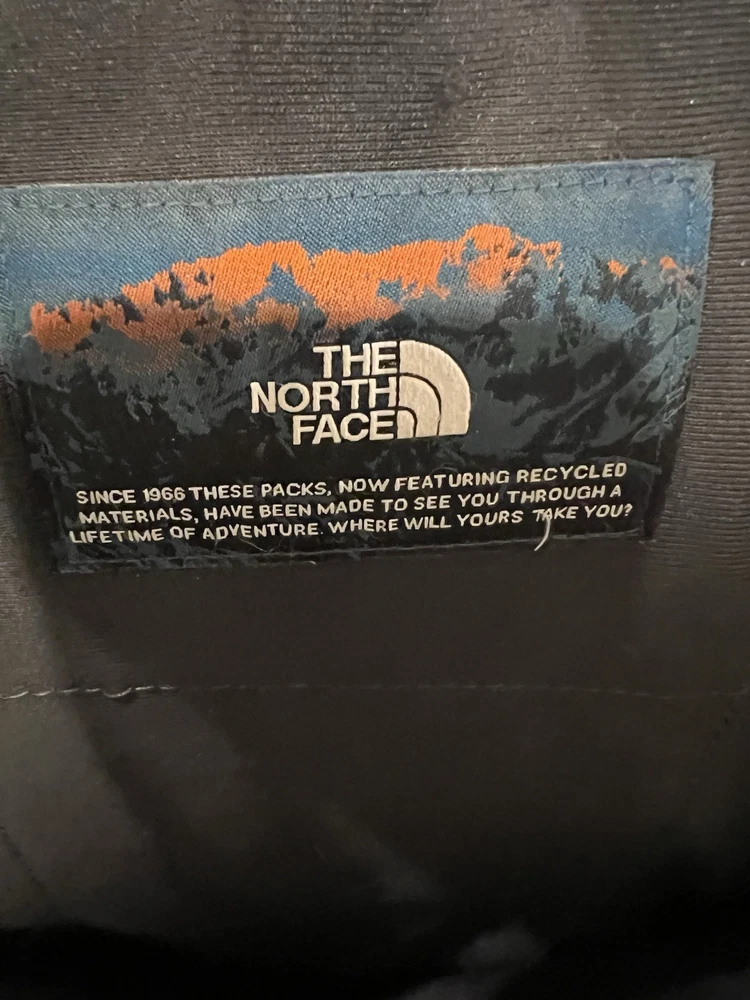 THE
NORTH
FACE
SINCE 1966 THESE PACKS, NOW FEATURING RECYCLED
MATERIALS, HAVE BEEN MADE TO SEE YOU THROUGH A
LIFETIME OF ADVENTURE. WHERE WILL YOURS TAKE YOU?